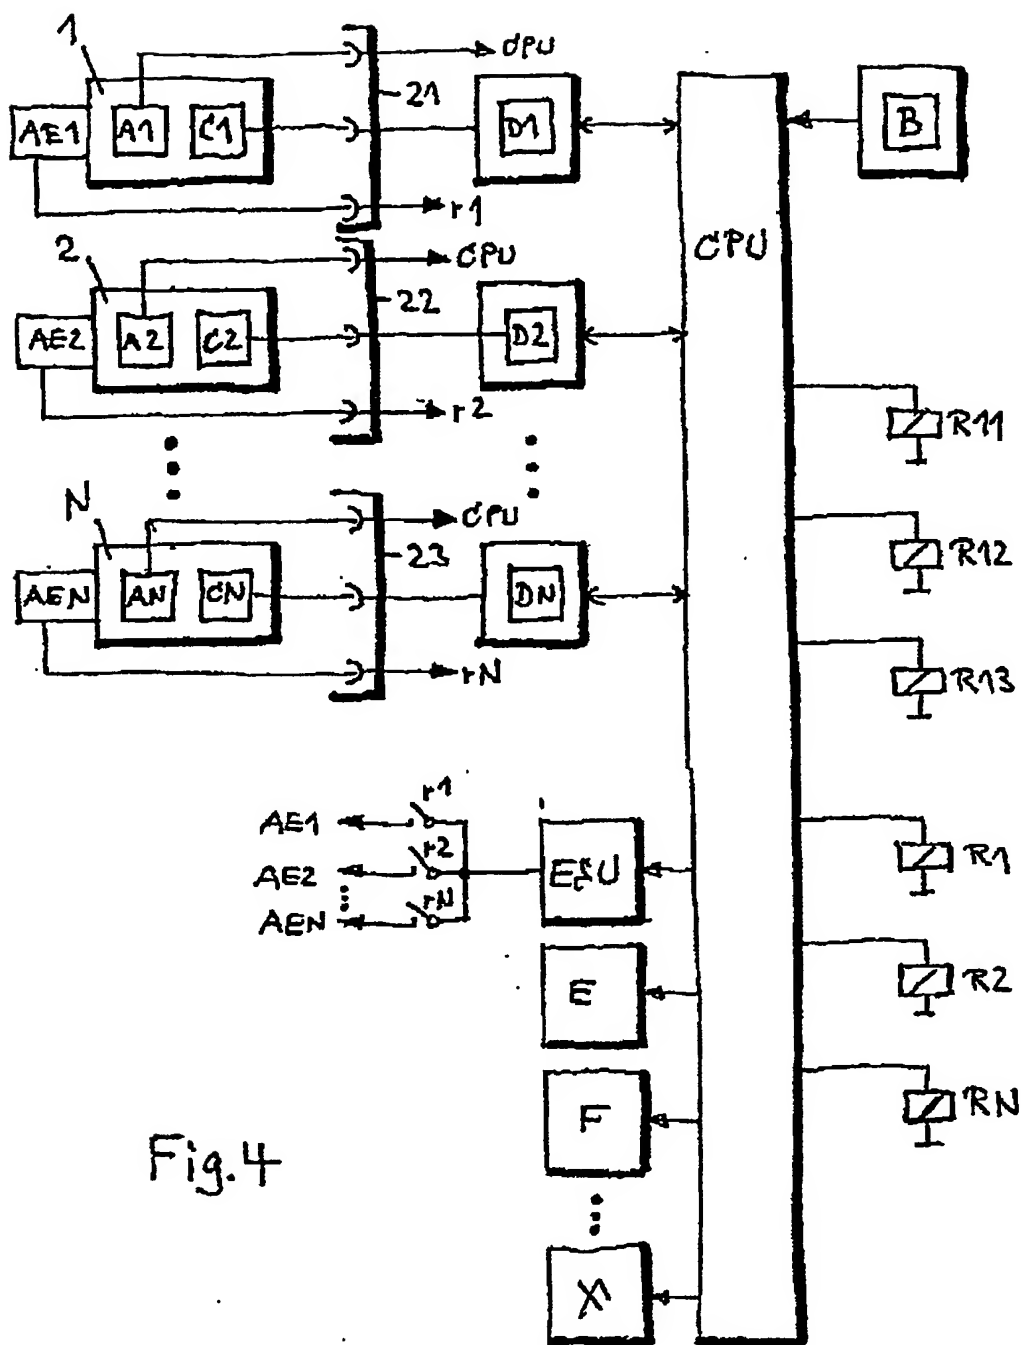 1
CPU
AE1
A1
C1
21
D1
B
r1
CPU
2
CPU
AE2
A2
C2
22
D2
r2
R11
N
CPU
R12
AEN
AN
CN
23
DN
rN
R13
AE1
r1
AE2
r2
AEN
rN
R1
E
R2
F
RN
Fig.4
X